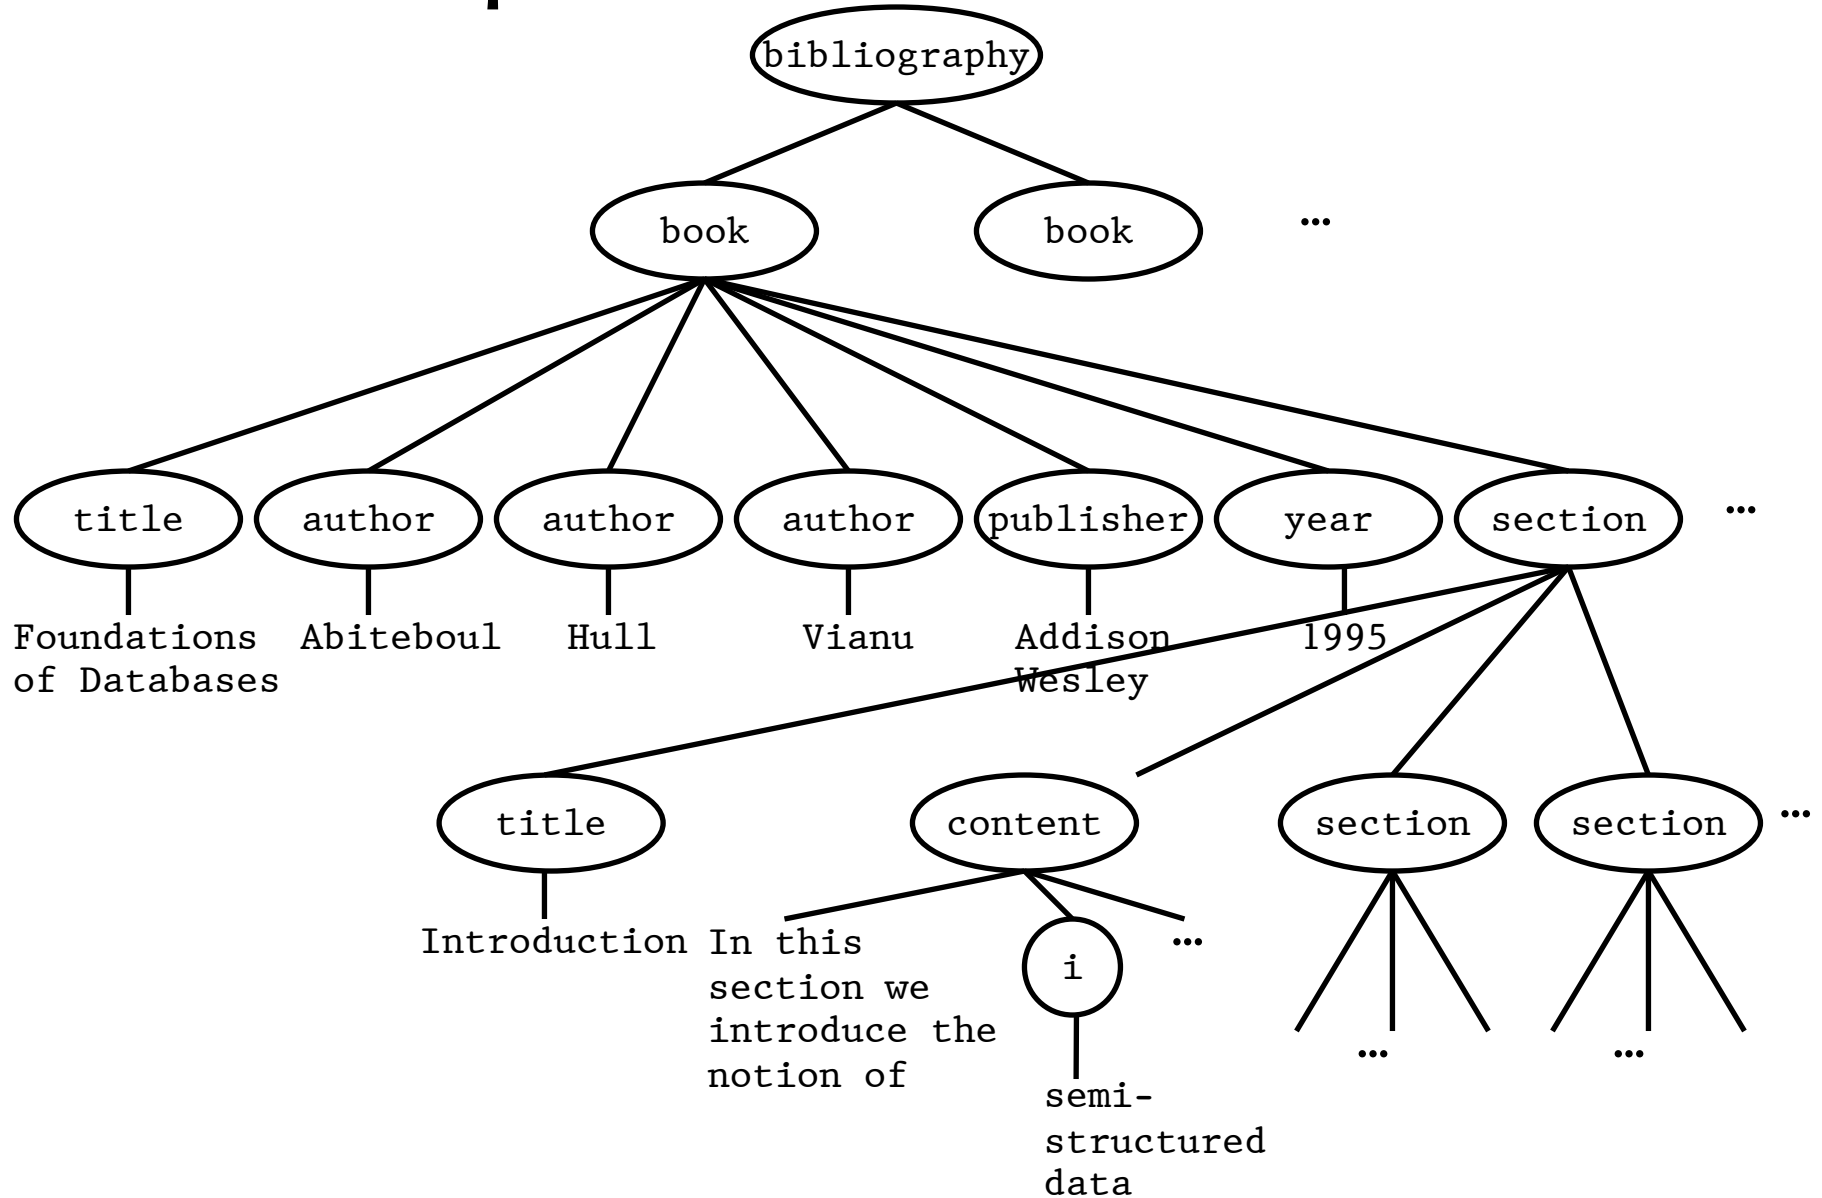 bibliography
book
book
...
title
author
author
author
publisher
year
section
...
Foundations
of Databases
Abiteboul
Hull
Vianu
Addison
Wesley
1995
title
content
section
section
...
Introduction
In this
section we
introduce the
notion of
i
...
semi-
structured
data
...
...